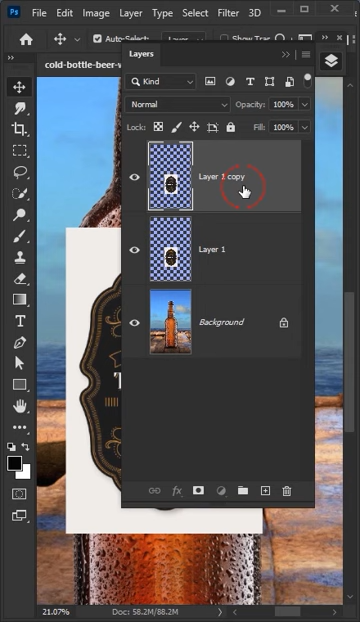 Ps File Edit Image Layer Type Select Filter 3D
Auto-Select: Layer Show Tra
cold-bottle-beer-w
Layers
Kind
Normal Opacity: 100%
Lock: Fill: 100%
Layer 1 copy
Layer 1
Background
T
fx
21.07% Doc: 58.2M/88.2M